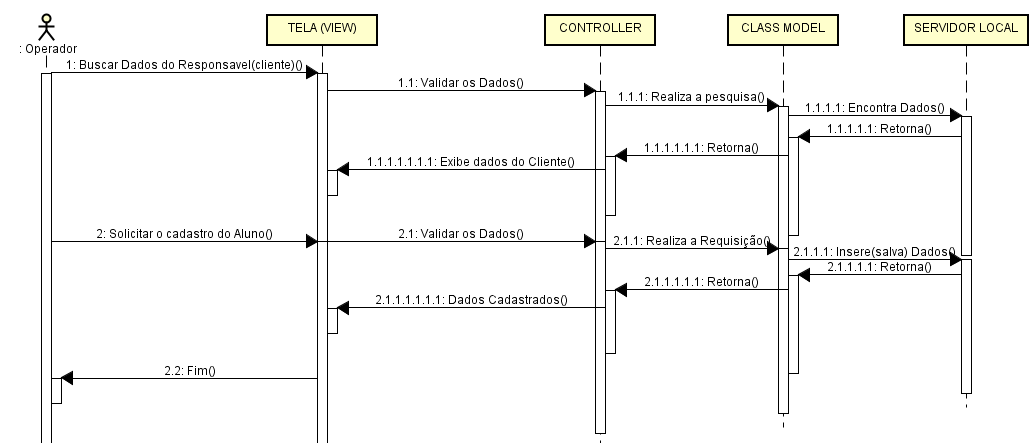 TELA (VIEW)
CONTROLLER
CLASS MODEL
SERVIDOR LOCAL
: Operador
1: Buscar Dados do Responsavel(cliente)()
1.1: Validar os Dados()
1.1.1: Realiza a pesquisa()
1.1.1.1: Encontra Dados()
1.1.1.1.1: Retorna()
1.1.1.1.1.1: Retorna()
1.1.1.1.1.1.1: Exibe dados do Cliente()
2: Solicitar o cadastro do Aluno()
2.1: Validar os Dados()
2.1.1: Realiza a Requisição()
2.1.1.1: Insere(salva) Dados()
2.1.1.1.1: Retorna()
2.1.1.1.1.1: Retorna()
2.1.1.1.1.1.1: Dados Cadastrados()
2.2: Fim()